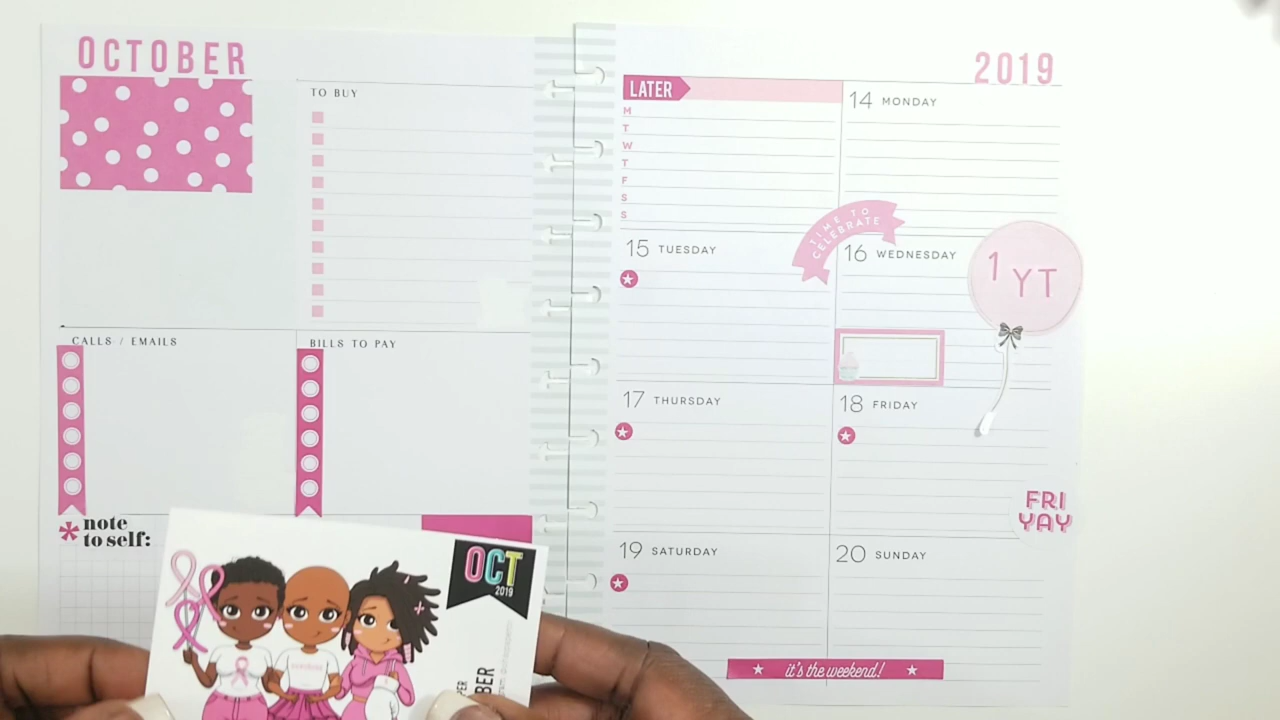 OCTOBER
TO BUY
CALLS / EMAILS
BILLS TO PAY
* note
to self:
OCT
2019
2019
LATER
M
T
W
T
F
S
S
14 MONDAY
TIME TO
CELEBRATE
15 TUESDAY
16 WEDNESDAY
1 YT
17 THURSDAY
18 FRIDAY
FRI
YAY
19 SATURDAY
20 SUNDAY
it's the weekend!